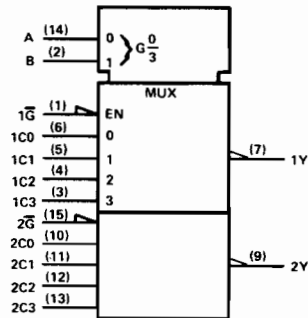 A (14) 0 } G 0/3
B (2) 1
MUX
1G̅ (1) EN
1C0 (6) 0
1C1 (5) 1 (7) 1Y
1C2 (4) 2
1C3 (3) 3
2G̅ (15)
2C0 (10)
2C1 (11) (9) 2Y
2C2 (12)
2C3 (13)